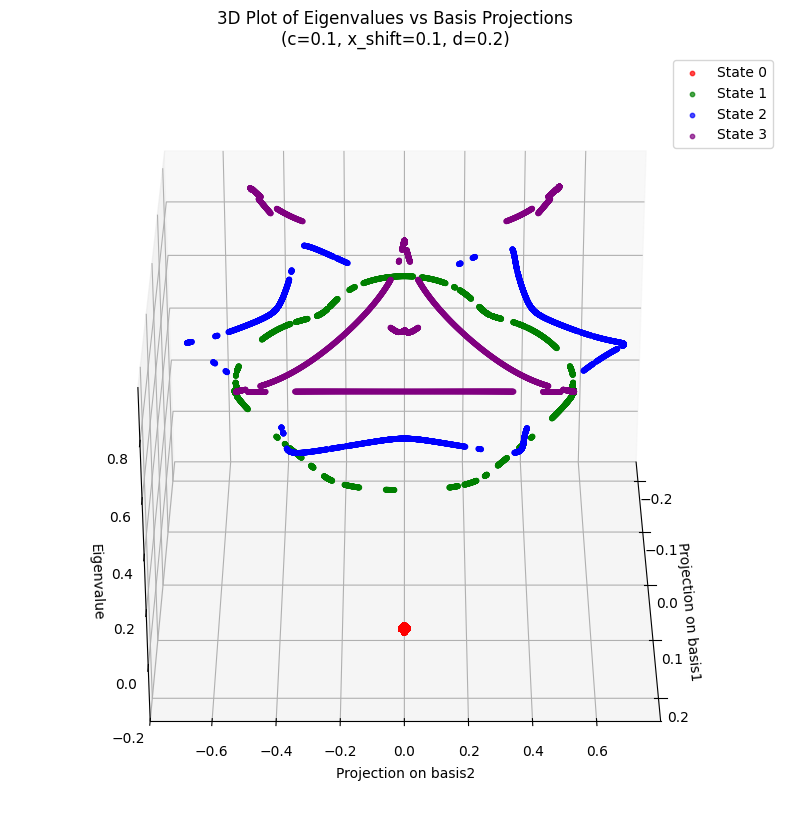 3D Plot of Eigenvalues vs Basis Projections
(c=0.1, x_shift=0.1, d=0.2)
State 0
State 1
State 2
State 3
0.8
0.6
0.4
0.2
0.0
−0.2
Eigenvalue
−0.2
−0.1
0.0
0.1
0.2
Projection on basis1
−0.6
−0.4
−0.2
0.0
0.2
0.4
0.6
Projection on basis2